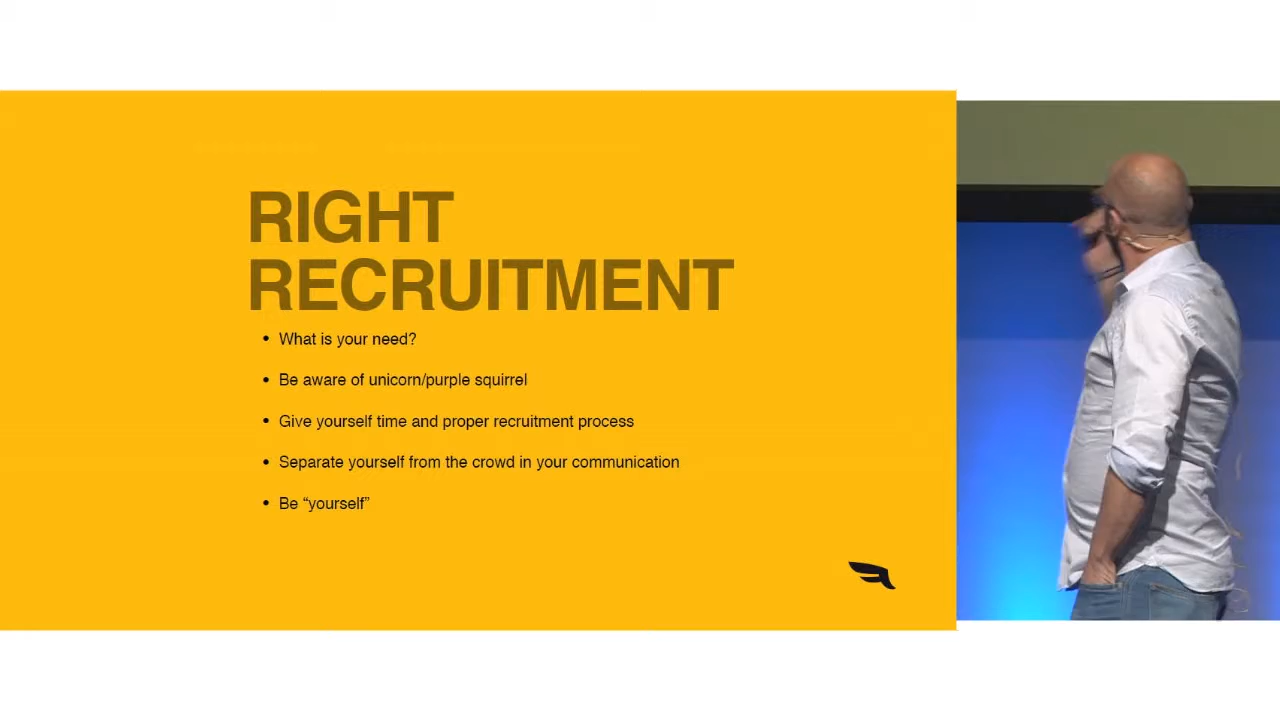 RIGHT
RECRUITMENT
• What is your need?
• Be aware of unicorn/purple squirrel
• Give yourself time and proper recruitment process
• Separate yourself from the crowd in your communication
• Be “yourself”